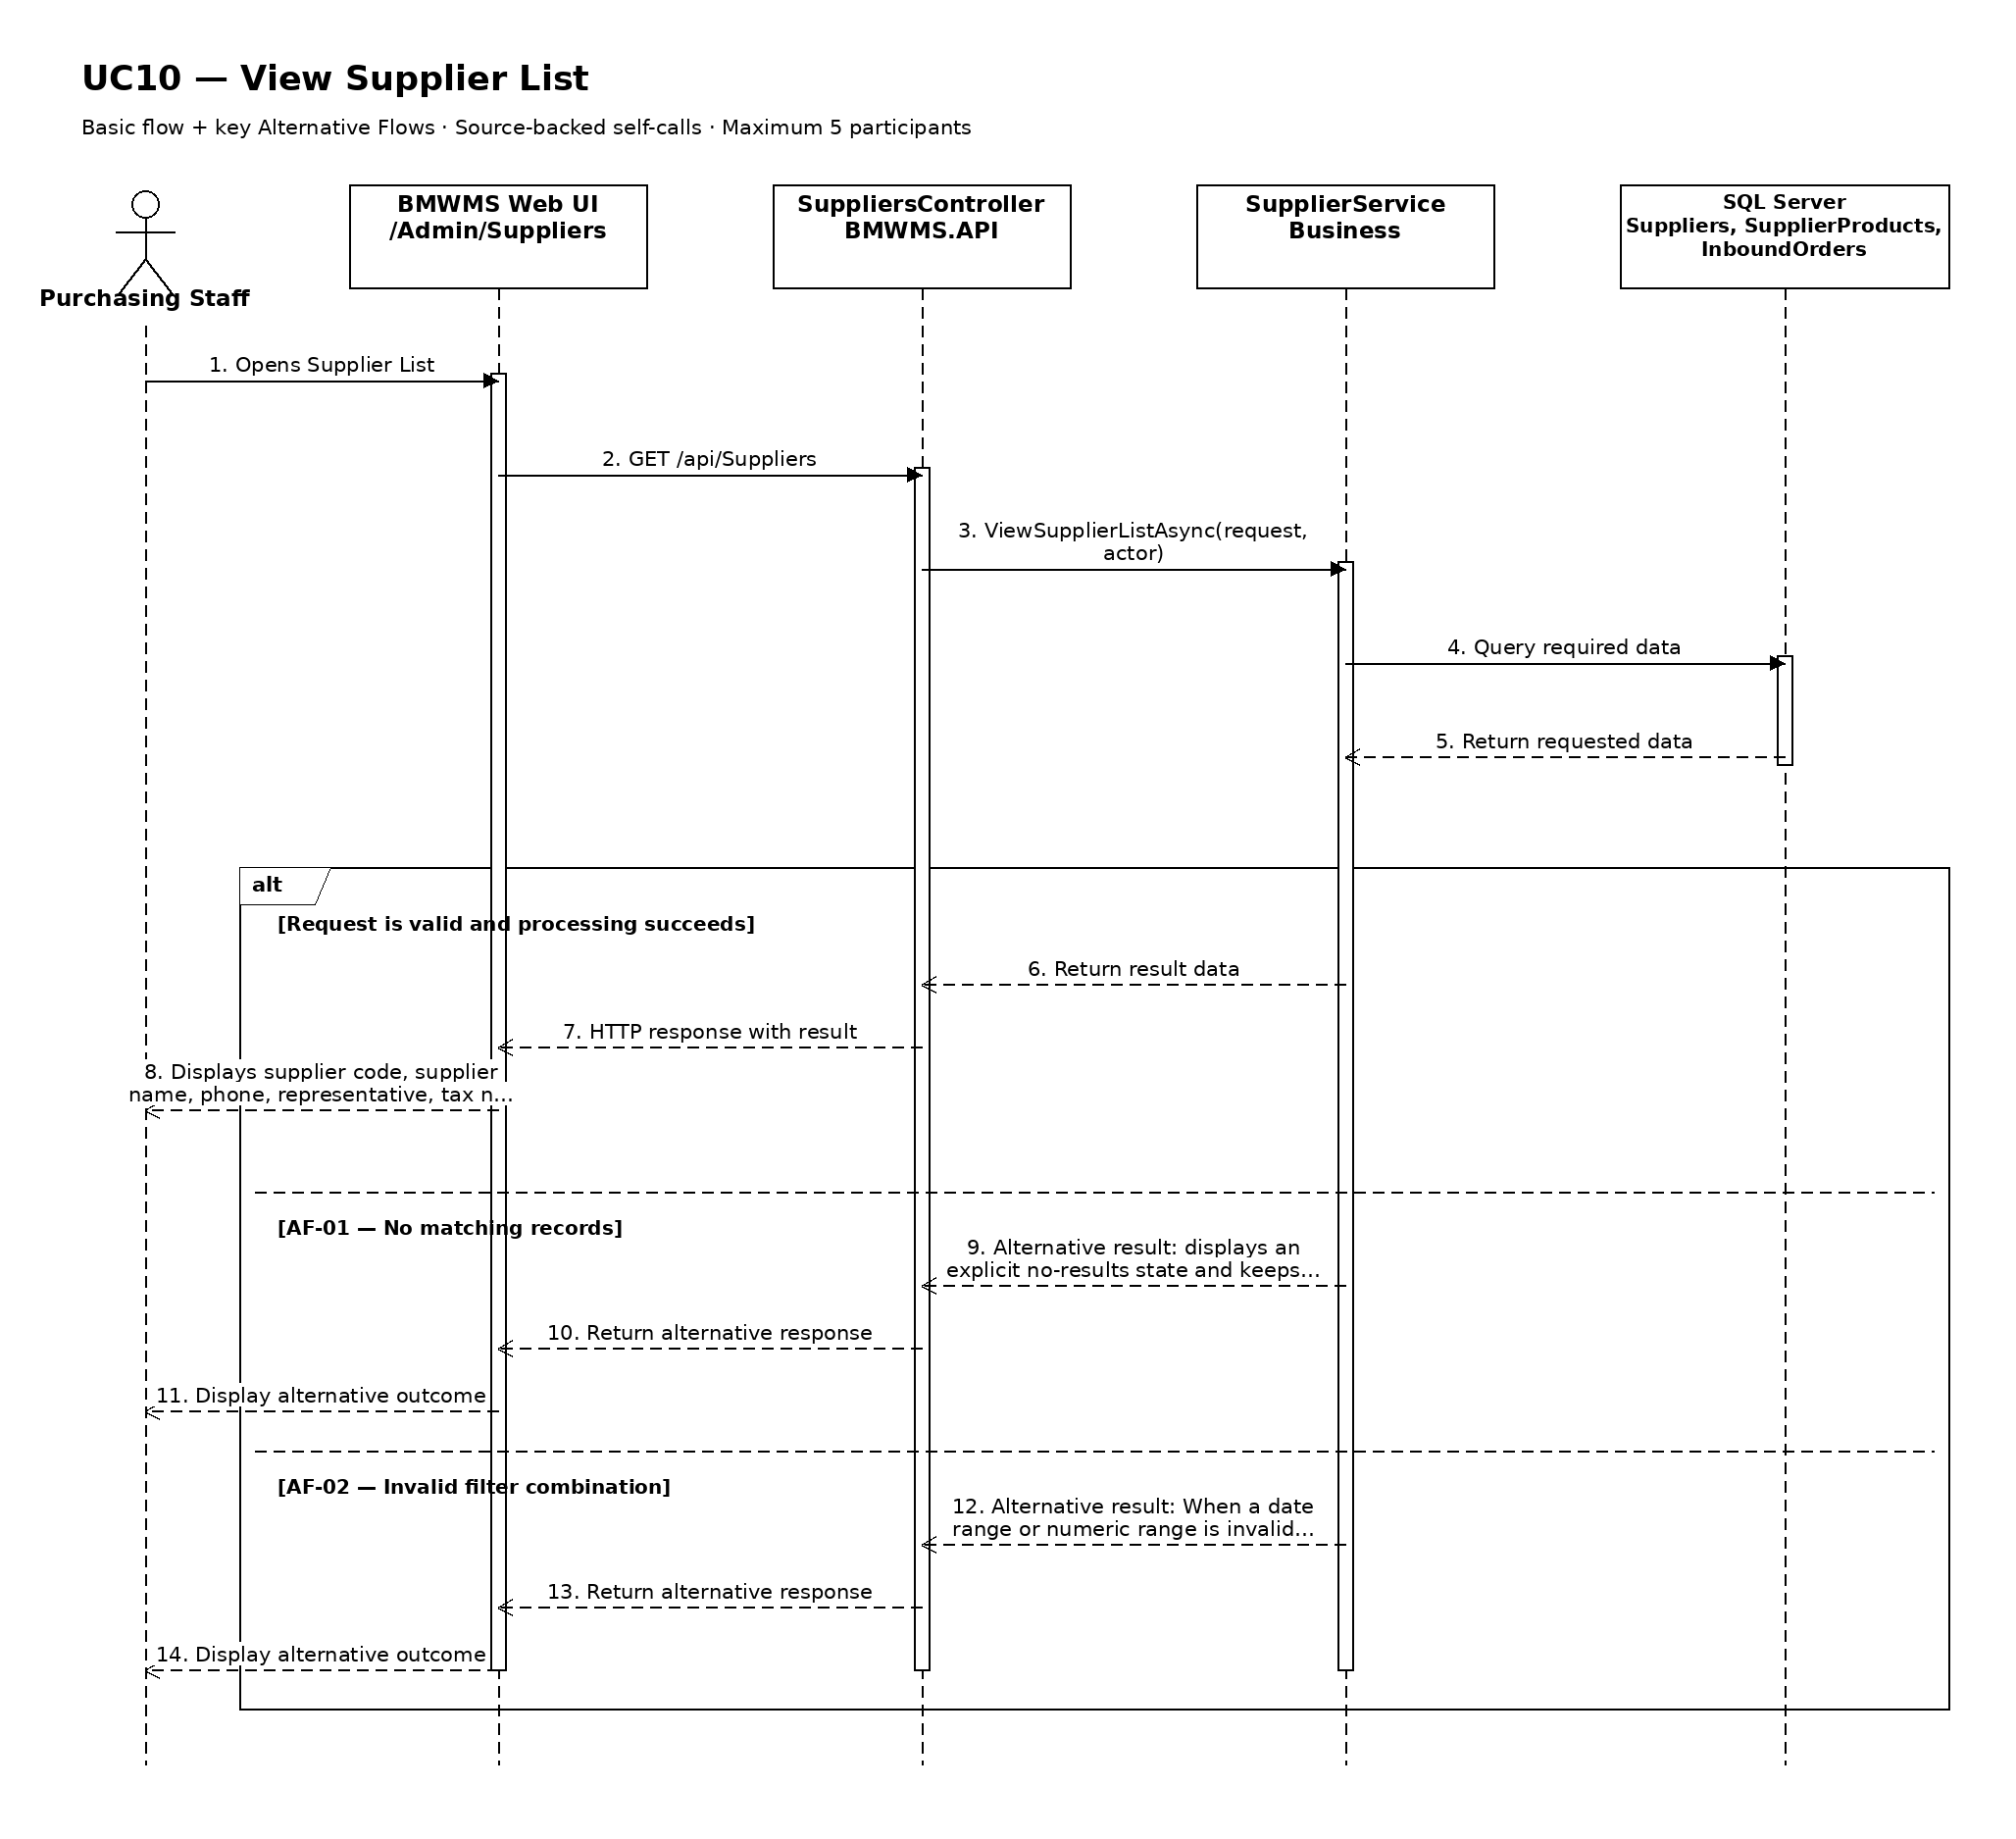 UC10 — View Supplier List
Basic flow + key Alternative Flows · Source-backed self-calls · Maximum 5 participants
Purchasing Staff
BMWMS Web UI
/Admin/Suppliers
SuppliersController
BMWMS.API
SupplierService
Business
SQL Server
Suppliers, SupplierProducts,
InboundOrders
1. Opens Supplier List
2. GET /api/Suppliers
3. ViewSupplierListAsync(request,
actor)
4. Query required data
5. Return requested data
alt
[Request is valid and processing succeeds]
6. Return result data
7. HTTP response with result
8. Displays supplier code, supplier
name, phone, representative, tax n...
[AF-01 — No matching records]
9. Alternative result: displays an
explicit no-results state and keeps...
10. Return alternative response
11. Display alternative outcome
[AF-02 — Invalid filter combination]
12. Alternative result: When a date
range or numeric range is invalid...
13. Return alternative response
14. Display alternative outcome